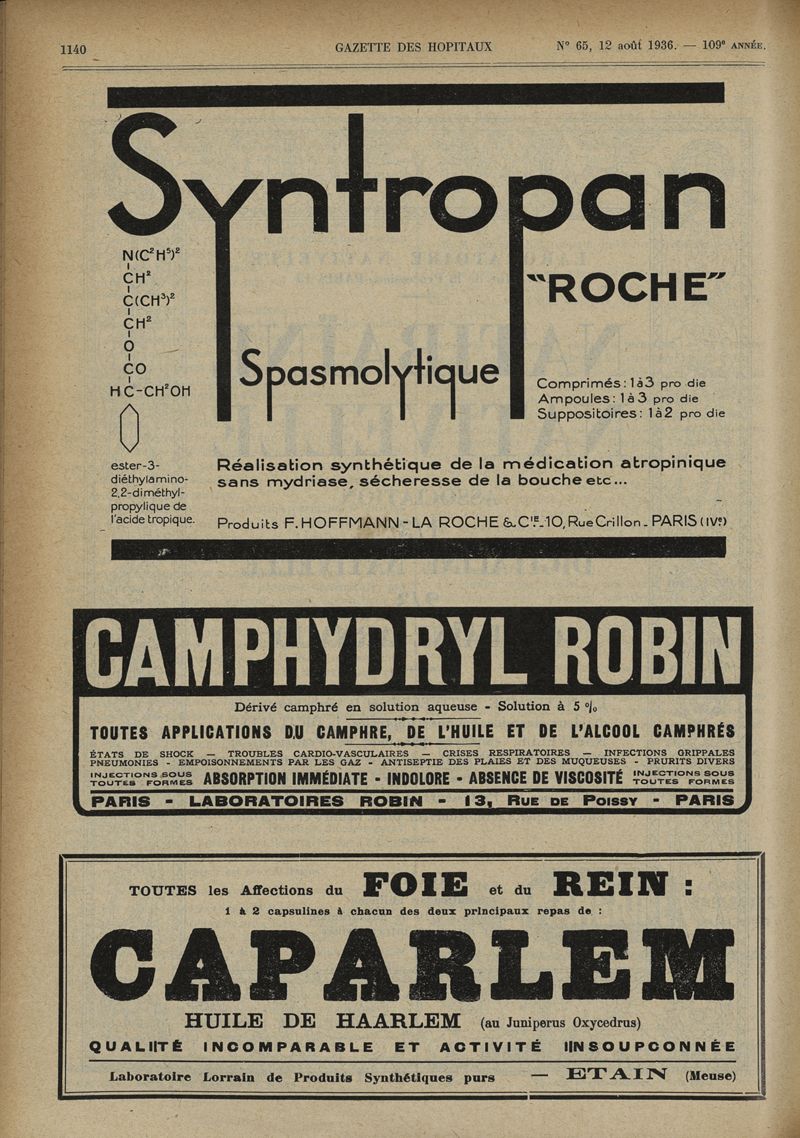 1140 GAZETTE DES HOPITAUX N° 65, 12 août 1936. — 109e ANNÉE.
Syntropan
"ROCHE"
N(C²H⁵)²
CH²
C(CH³)²
CH²
O
CO
HC-CH²OH
ester-3-
diéthylamino-
2,2-diméthyl-
propylique de
l'acide tropique.
Spasmolytique
Comprimés: 1à3 pro die
Ampoules: 1à3 pro die
Suppositoires: 1à2 pro die
Réalisation synthétique de la médication atropinique
sans mydriase, sécheresse de la bouche etc...
Produits F. HOFFMANN-LA ROCHE & Cie_10, Rue Crillon_ PARIS (IVe)
CAMPHYDRYL ROBIN
Dérivé camphré en solution aqueuse - Solution à 5 %
TOUTES APPLICATIONS DU CAMPHRE, DE L'HUILE ET DE L'ALCOOL CAMPHRÉS
ÉTATS DE SHOCK — TROUBLES CARDIO-VASCULAIRES — CRISES RESPIRATOIRES — INFECTIONS GRIPPALES
PNEUMONIES - EMPOISONNEMENTS PAR LES GAZ - ANTISEPTIE DES PLAIES ET DES MUQUEUSES - PRURITS DIVERS
INJECTIONS SOUS
TOUTES FORMES
ABSORPTION IMMÉDIATE - INDOLORE - ABSENCE DE VISCOSITÉ
INJECTIONS SOUS
TOUTES FORMES
PARIS - LABORATOIRES ROBIN - 13, RUE DE POISSY - PARIS
TOUTES les Affections du FOIE et du REIN :
1 à 2 capsulines à chacun des deux principaux repas de :
CAPARLEM
HUILE DE HAARLEM (au Juniperus Oxycedrus)
QUALITÉ INCOMPARABLE ET ACTIVITÉ INSOUPCONNÉE
Laboratoire Lorrain de Produits Synthétiques purs — ETAIN (Meuse)